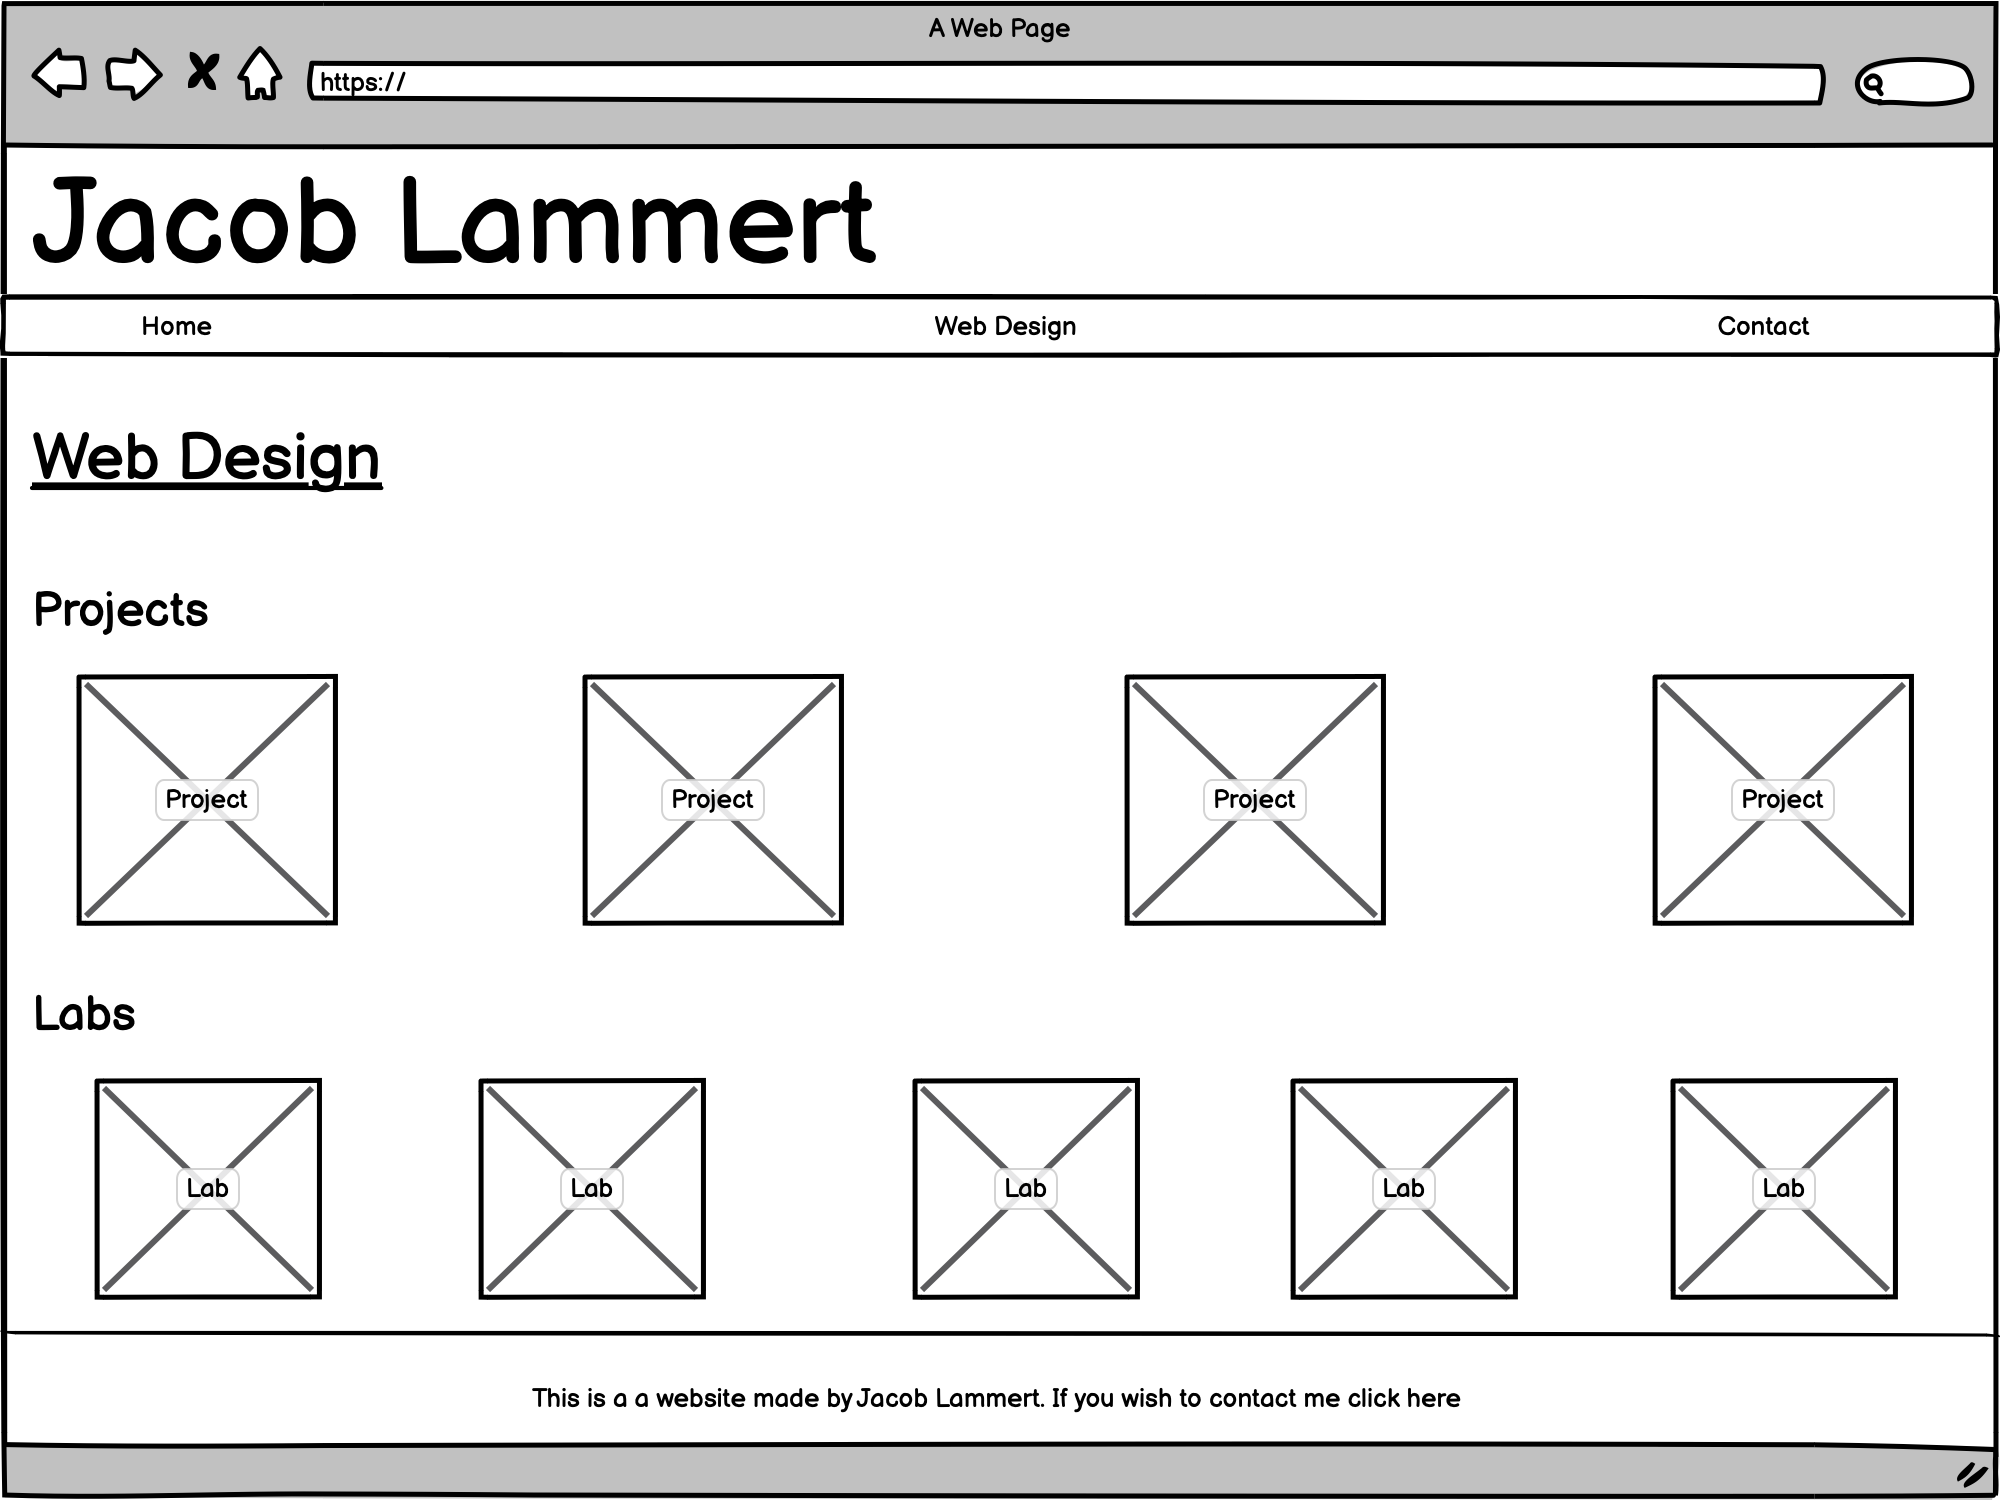 A Web Page
https://
Jacob Lammert
Home Web Design Contact
Web Design
Projects
Project Project Project Project
Labs
Lab Lab Lab Lab Lab
This is a a website made by Jacob Lammert. If you wish to contact me click here